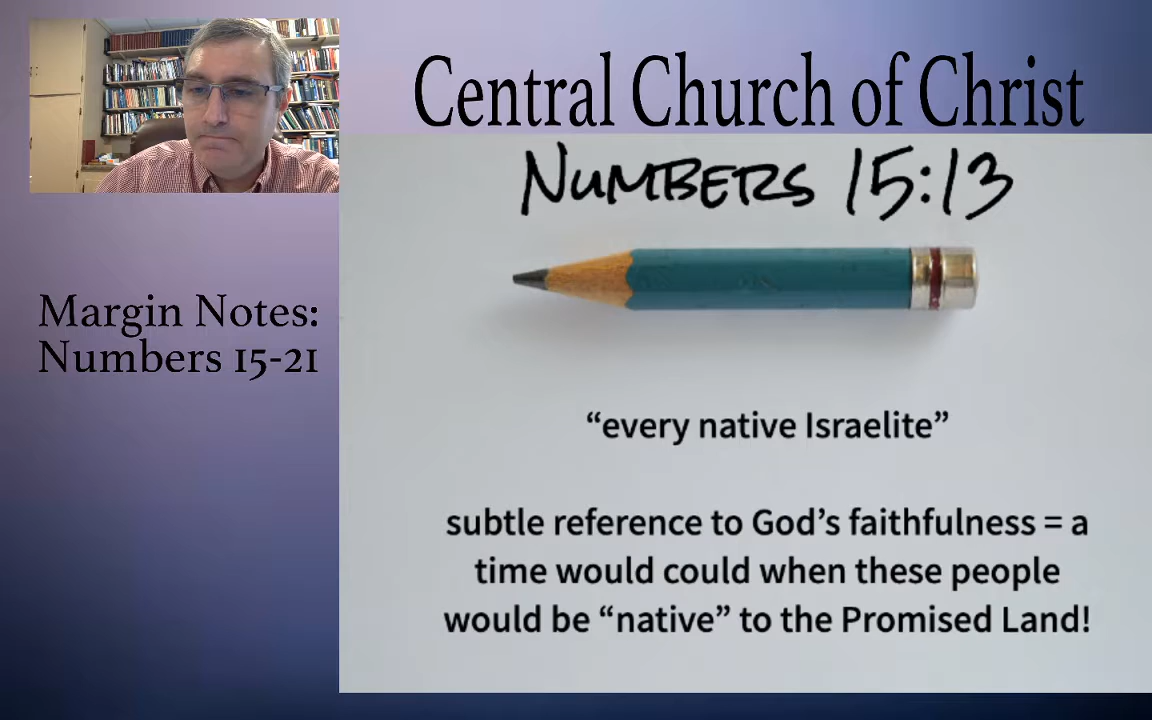 Central Church of Christ
NUMBERS 15:13
Margin Notes:
Numbers 15-21
“every native Israelite”
subtle reference to God’s faithfulness = a
time would could when these people
would be “native” to the Promised Land!